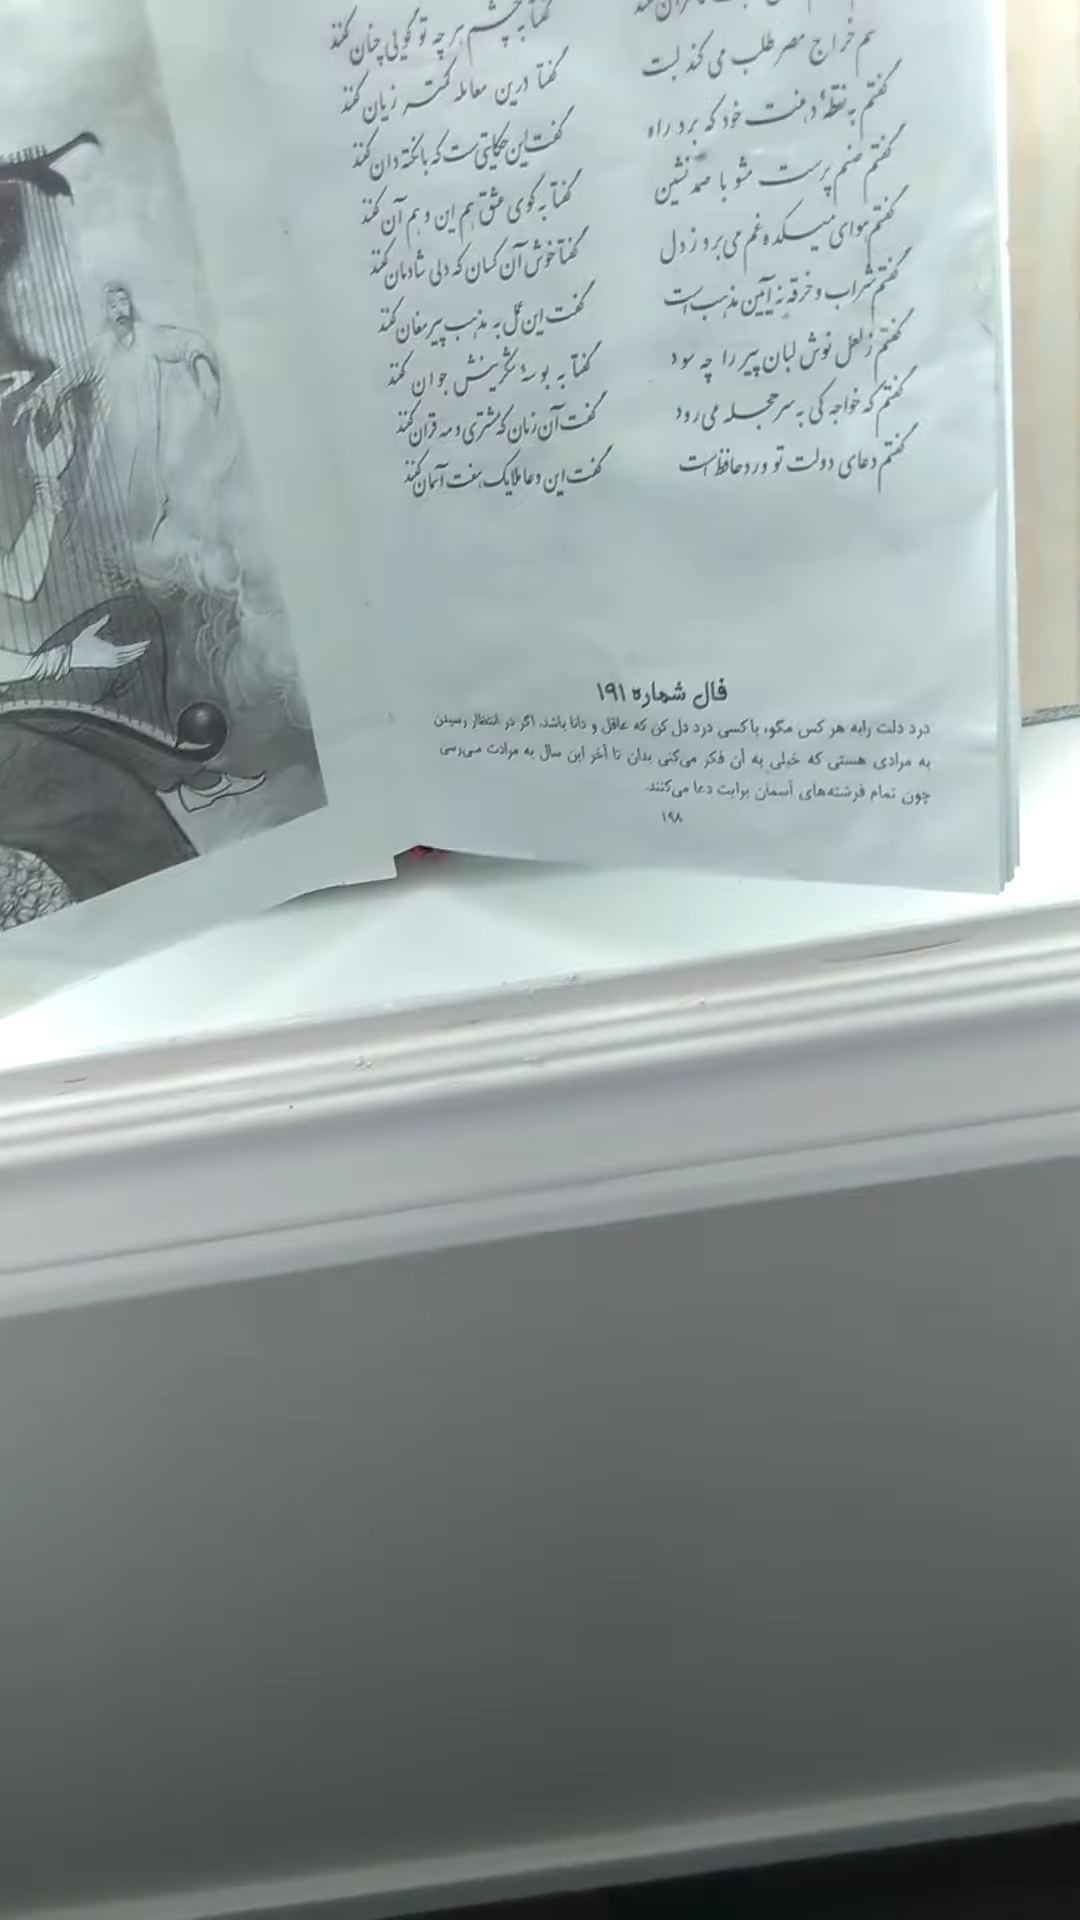 گفتا به چشم هر چه تو گویی چنان کنند
گفتم خراج مصر طلب می کند لبت
گفتا درین معامله کمتر زیان کنند
گفتم به نقطهٔ دهنت خود که برد راه
گفت این حکایتی ست که با نکته دان کنند
گفتم صنم پرست مشو با صمد نشین
گفتا به کوی عشق هم این و هم آن کنند
گفتم هوای میکده غم می برد ز دل
گفتا خوش آن کسان که دلی شادمان کنند
گفتم شراب و خرقه نه آیین مذهب است
گفت این عمل به مذهب پیر مغان کنند
گفتم ز لعل نوش لبان پیر را چه سود
گفتا به بوسهٔ شکرینش جوان کنند
گفتم که خواجه کی به سر حجله می رود
گفت آن زمان که مشتری و مه قران کنند
گفتم دعای دولت تو ورد حافظ است
گفت این دعا ملایک هفت آسمان کنند
فال شماره ۱۹۱
درد دلت رابه هر کس مگو، باکسی درد دل کن که عاقل و دانا باشد. اگر در انتظار رسیدن
به مرادی هستی که خیلی به آن فکر می‌کنی بدان تا آخر این سال به مرادت می‌رسی
چون تمام فرشته‌های آسمان برایت دعا می‌کنند.
۱۹۸